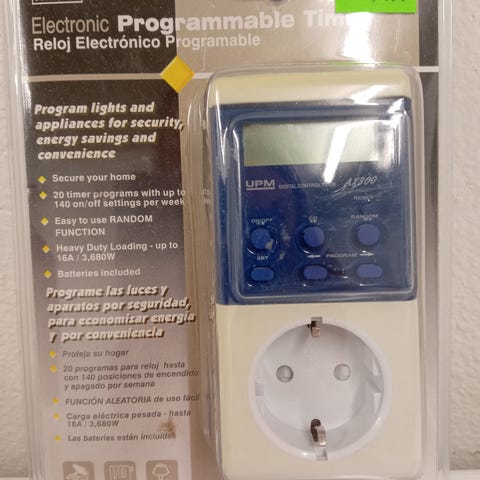 Electronic Programmable
Reloj Electrónico Programable
Program lights and
appliances for security,
energy savings and
convenience
Secure your home
20 timer programs with up to
140 on/off settings per week
Easy to use RANDOM
FUNCTION
Heavy Duty Loading - up to
16A / 3,680W
Batteries included
Programe las luces y
aparatos por seguridad,
para economizar energía
y por conveniencia
Proteja su hogar
20 programas para reloj hasta
con 140 posiciones de encendido
y apagado por semana
FUNCIÓN ALEATORIA de uso fácil
Carga eléctrica pesada - hasta
16A / 3,680W
Las baterías están incluidas
UPM DIGITAL AX300
RESET
ON/OFF CD RANDOM
SET PROGRAM